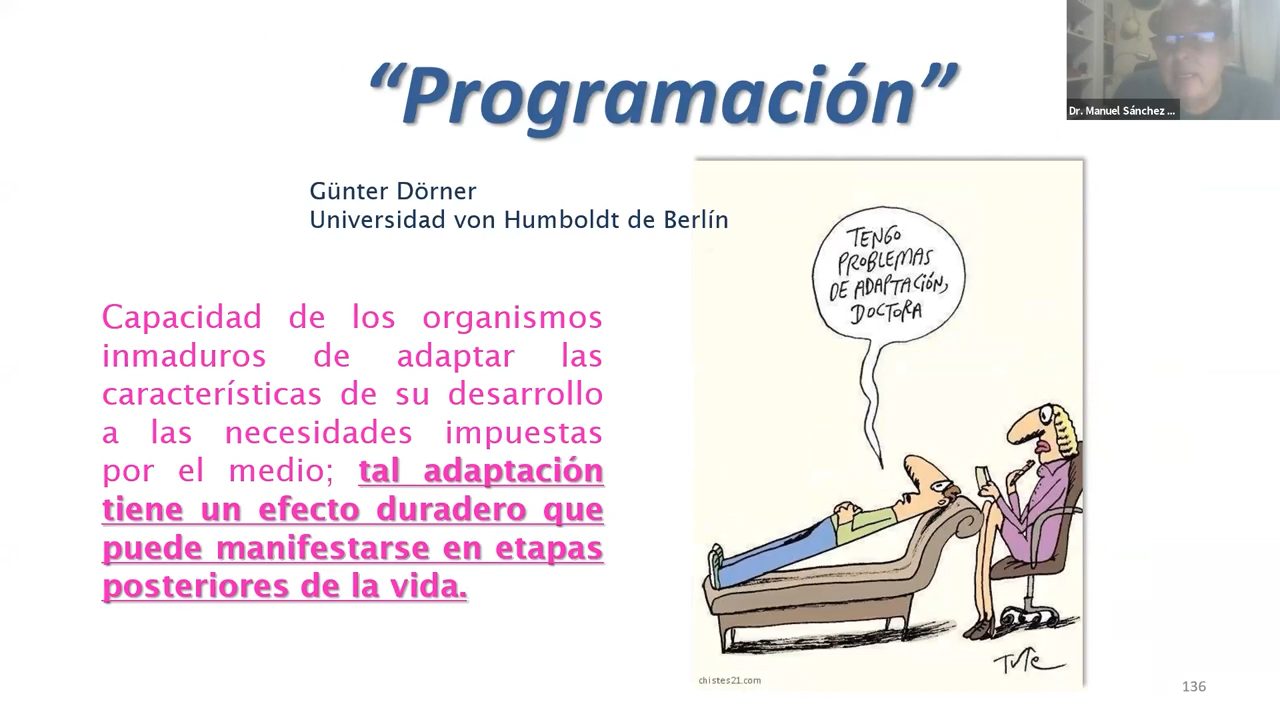 “Programación”
Dr. Manuel Sánchez ...
Günter Dörner
Universidad von Humboldt de Berlín
Capacidad de los organismos
inmaduros de adaptar las
características de su desarrollo
a las necesidades impuestas
por el medio; tal adaptación
tiene un efecto duradero que
puede manifestarse en etapas
posteriores de la vida.
TENGO
PROBLEMAS
DE ADAPTACIÓN,
DOCTORA
TUTE
chistes21.com
136